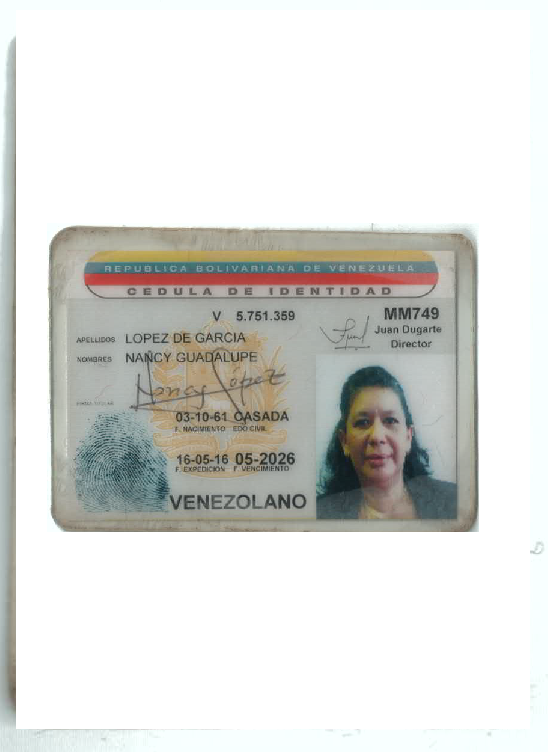 REPUBLICA BOLIVARIANA DE VENEZUELA
CEDULA DE IDENTIDAD
V 5.751.359
MM749
APELLIDOS LOPEZ DE GARCIA
Juan Dugarte
Director
NOMBRES NANCY GUADALUPE
Nancy López
03-10-61 CASADA
F. NACIMIENTO EDO CIVIL
16-05-16 05-2026
F. EXPEDICION F. VENCIMIENTO
VENEZOLANO